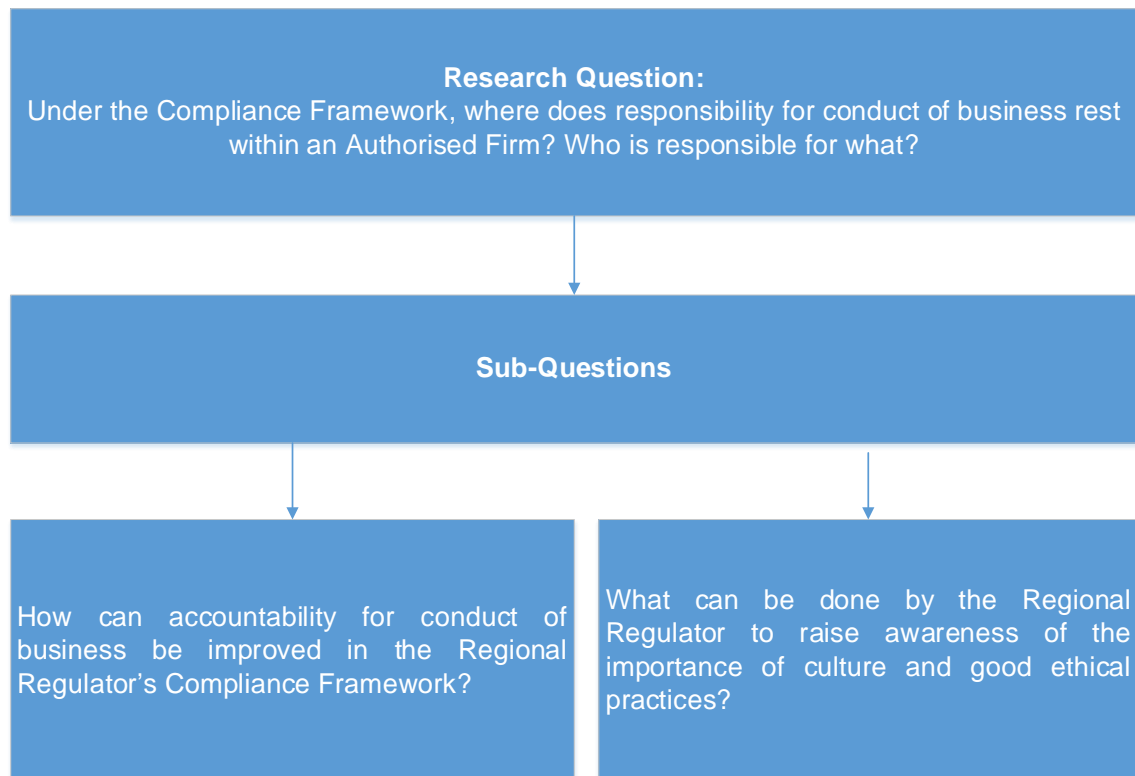 Research Question:
Under the Compliance Framework, where does responsibility for conduct of business rest
within an Authorised Firm? Who is responsible for what?
Sub-Questions
How can accountability for conduct of
business be improved in the Regional
Regulator’s Compliance Framework?
What can be done by the Regional
Regulator to raise awareness of the
importance of culture and good ethical
practices?